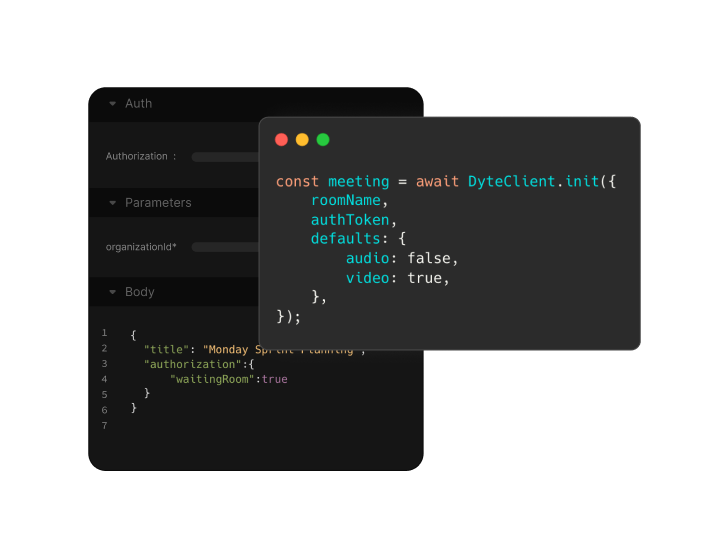 Auth
Authorization :
Parameters
organizationId*
Body
1 {
2 "title": "Monday Sprint Planning",
3 "authorization":{
4 "waitingRoom":true
5 }
6 }
7
const meeting = await DyteClient.init({
roomName,
authToken,
defaults: {
audio: false,
video: true,
},
});